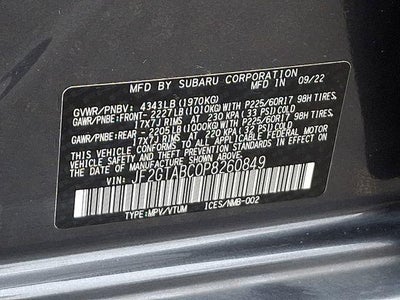 MFD. BY SUBARU CORPORATION
MADE IN 09/22
GVWR/PNBV: 4343LB (1970KG)
GAWR/PNBE:FRONT- 2227LB(1010KG)WITH P225/60R17 98H TIRES,
17X7J RIMS AT 230 KPA(33 PSI)COLD
GAWR/PNBE: REAR - 2205LB(1000KG)WITH P225/60R17 98H TIRES,
17X7J RIMS AT 220 KPA(32 PSI)COLD
THIS VEHICLE CONFORMS TO ALL APPLICABLE FEDERAL MOTOR
VEHICLE SAFETY AND THEFT PREVENTION STANDARDS
IN EFFECT ON THE DATE OF MANUFACTURE SHOWN ABOVE.
VIN: JF2GTABC0P8260849
TYPE:MPV/VTUM ICES/NMB-002